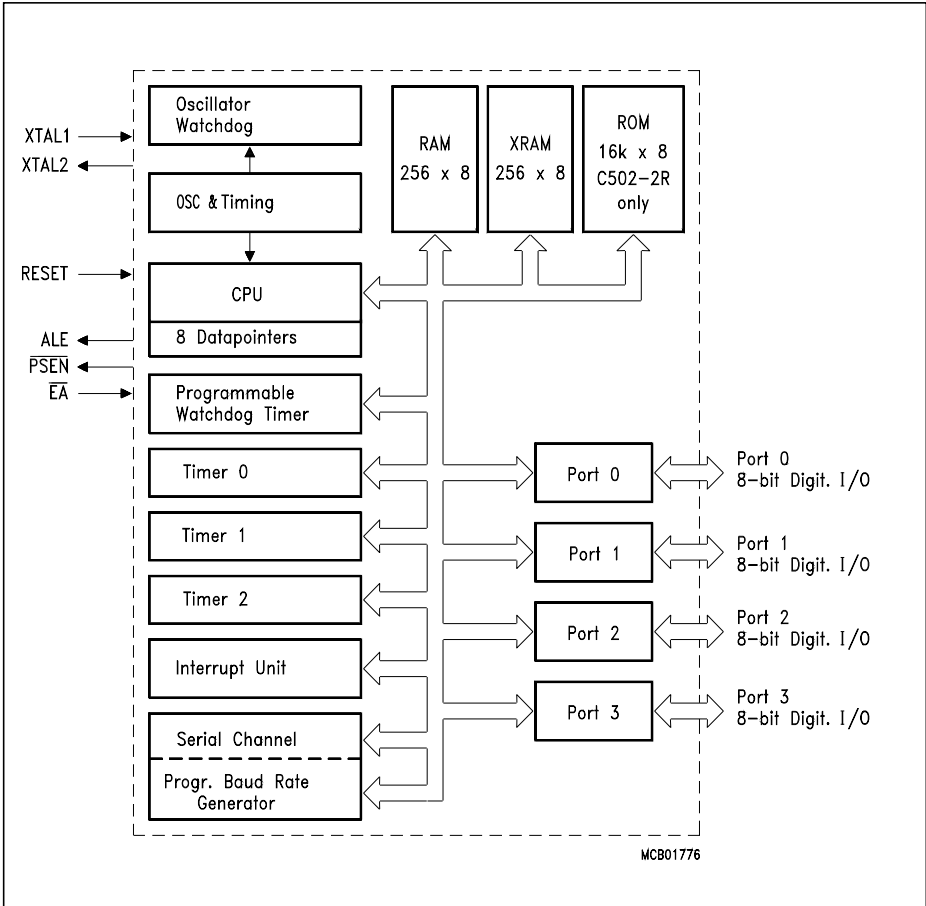 XTAL1
XTAL2
RESET
ALE
PSEN
EA
Oscillator
Watchdog
OSC & Timing
CPU
8 Datapointers
Programmable
Watchdog Timer
Timer 0
Timer 1
Timer 2
Interrupt Unit
Serial Channel
Progr. Baud Rate
Generator
RAM
256 x 8
XRAM
256 x 8
ROM
16k x 8
C502-2R
only
Port 0
Port 1
Port 2
Port 3
Port 0
8-bit Digit. I/O
Port 1
8-bit Digit. I/O
Port 2
8-bit Digit. I/O
Port 3
8-bit Digit. I/O
MCB01776